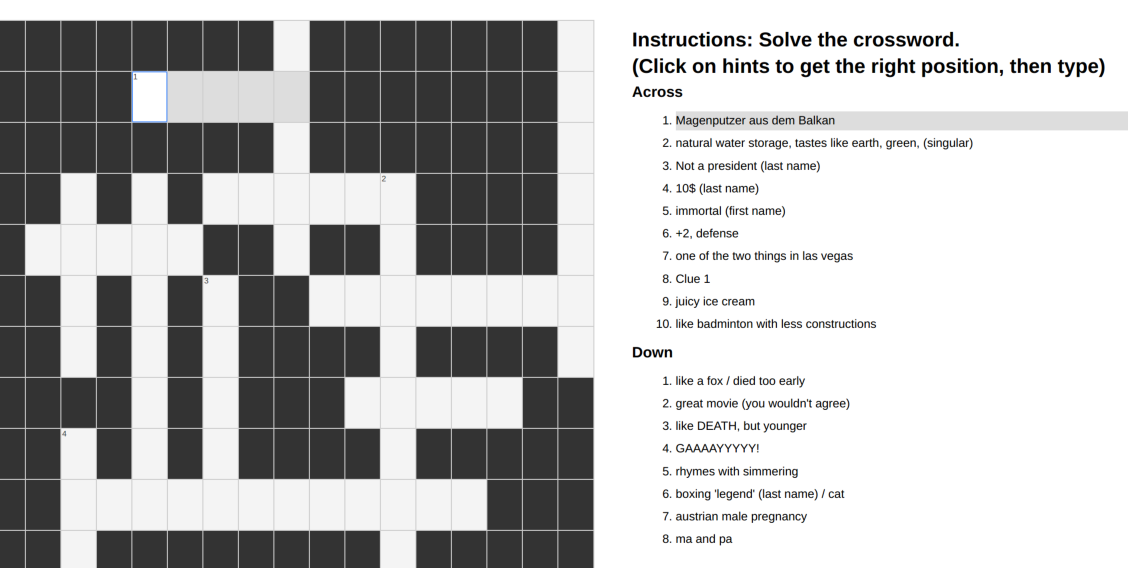 Instructions: Solve the crossword.
(Click on hints to get the right position, then type)
Across
1. Magenputzer aus dem Balkan
2. natural water storage, tastes like earth, green, (singular)
3. Not a president (last name)
4. 10$ (last name)
5. immortal (first name)
6. +2, defense
7. one of the two things in las vegas
8. Clue 1
9. juicy ice cream
10. like badminton with less constructions
Down
1. like a fox / died too early
2. great movie (you wouldn't agree)
3. like DEATH, but younger
4. GAAAAYYYYY!
5. rhymes with simmering
6. boxing 'legend' (last name) / cat
7. austrian male pregnancy
8. ma and pa
1
2
3
4